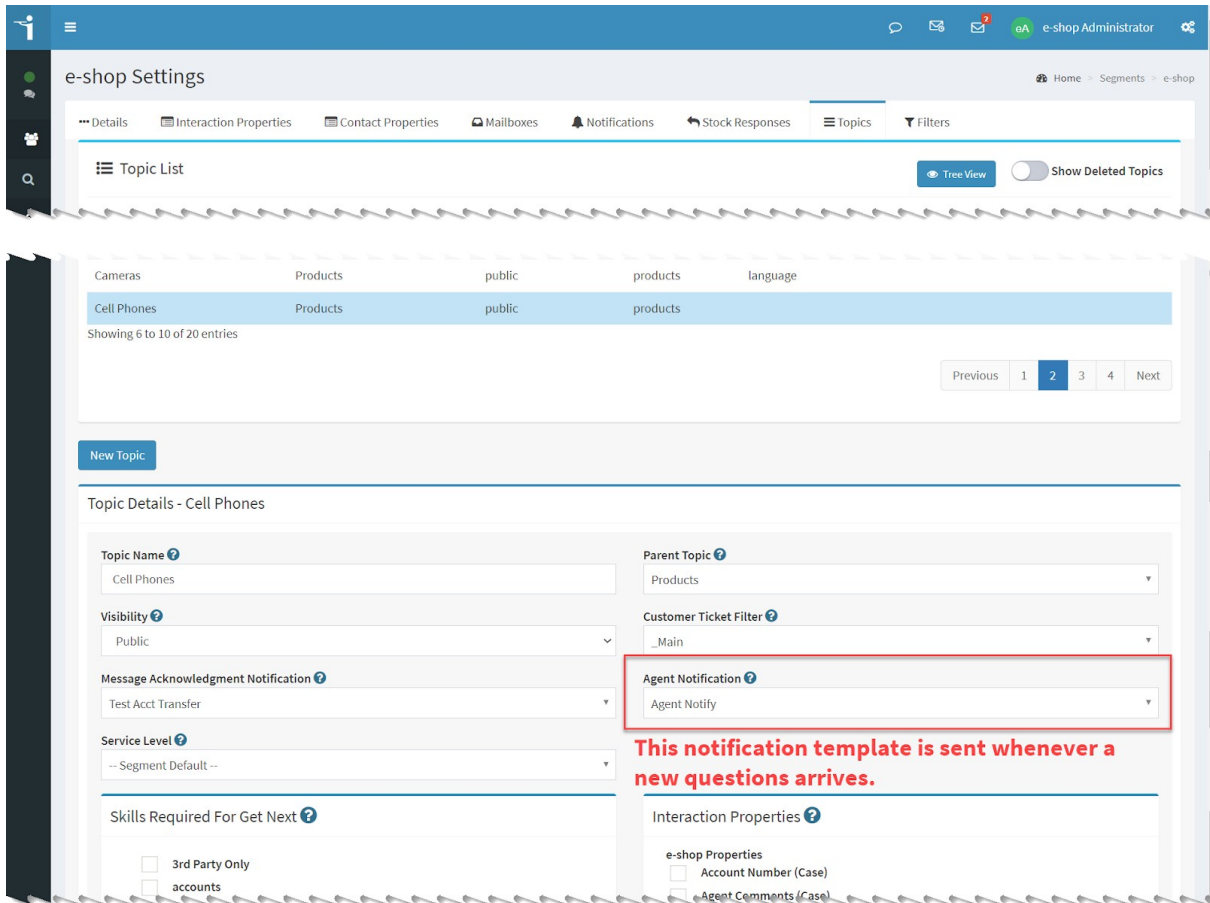 2
eA e-shop Administrator
e-shop Settings
Home > Segments > e-shop
Details Interaction Properties Contact Properties Mailboxes Notifications Stock Responses Topics Filters
Topic List
Tree View
Show Deleted Topics
Cameras Products public products language
Cell Phones Products public products
Showing 6 to 10 of 20 entries
Previous 1 2 3 4 Next
New Topic
Topic Details - Cell Phones
Topic Name ?
Parent Topic ?
Cell Phones
Products
Visibility ?
Customer Ticket Filter ?
Public
_Main
Message Acknowledgment Notification ?
Agent Notification ?
Test Acct Transfer
Agent Notify
Service Level ?
-- Segment Default --
This notification template is sent whenever a
new questions arrives.
Skills Required For Get Next ?
Interaction Properties ?
3rd Party Only
accounts
e-shop Properties
Account Number (Case)
Agent Comments (Case)